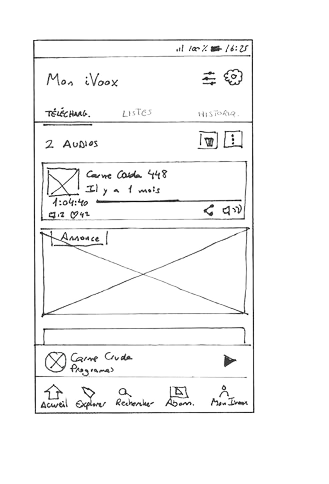 100% 16:25
Mon iVoox
TÉLÉCHARG. LISTES HISTORIQ.
2 AUDIOS
Carne Cruda 448
Il y a 1 mois
1:04:40
12 42
Annonce
Carne Cruda
Programas
Accueil Explorer Rechercher Abonn. Mon Ivoox